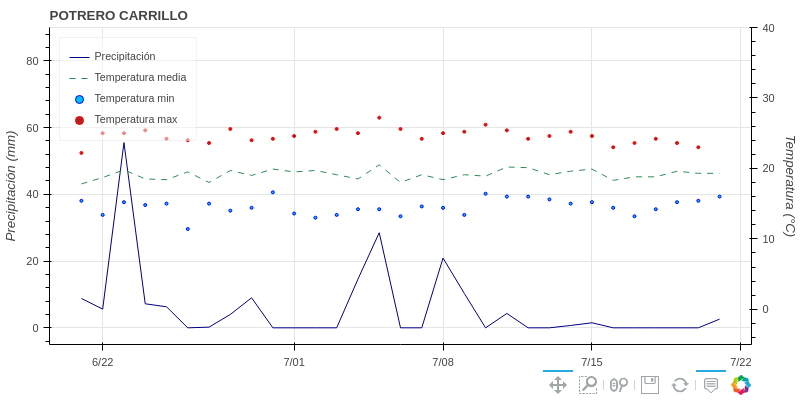 POTRERO CARRILLO
Precipitación
Temperatura media
Temperatura min
Temperatura max
Precipitación (mm)
80
60
40
20
0
Temperatura (°C)
40
30
20
10
0
6/22
7/01
7/08
7/15
7/22